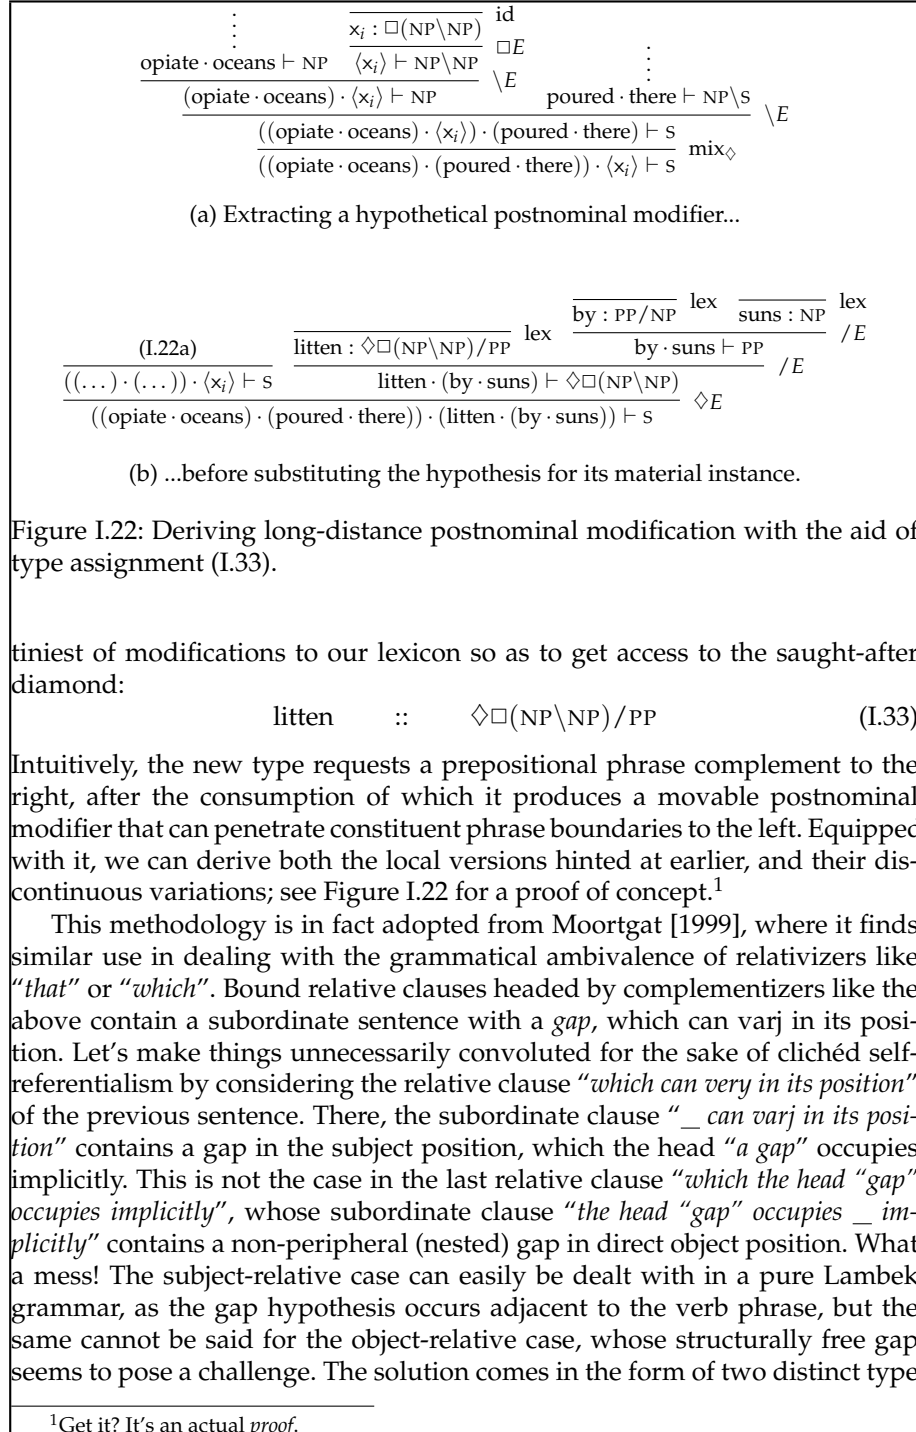 ⋮ x_i : □(NP\NP) id
□E
opiate · oceans ⊢ NP ⟨x_i⟩ ⊢ NP\NP ⋮
\E
(opiate · oceans) · ⟨x_i⟩ ⊢ NP poured · there ⊢ NP\S
\E
((opiate · oceans) · ⟨x_i⟩) · (poured · there) ⊢ S
mix◇
((opiate · oceans) · (poured · there)) · ⟨x_i⟩ ⊢ S
(a) Extracting a hypothetical postnominal modifier...
by : PP/NP lex suns : NP lex
(I.22a) litten : ◇□(NP\NP)/PP lex by · suns ⊢ PP /E
((...) · (...)) · ⟨x_i⟩ ⊢ S litten · (by · suns) ⊢ ◇□(NP\NP) /E
((opiate · oceans) · (poured · there)) · (litten · (by · suns)) ⊢ S ◇E
(b) ...before substituting the hypothesis for its material instance.
Figure I.22: Deriving long-distance postnominal modification with the aid of
type assignment (I.33).
tiniest of modifications to our lexicon so as to get access to the saught-after
diamond:
litten :: ◇□(NP\NP)/PP (I.33)
Intuitively, the new type requests a prepositional phrase complement to the
right, after the consumption of which it produces a movable postnominal
modifier that can penetrate constituent phrase boundaries to the left. Equipped
with it, we can derive both the local versions hinted at earlier, and their dis-
continuous variations; see Figure I.22 for a proof of concept.¹
This methodology is in fact adopted from Moortgat [1999], where it finds
similar use in dealing with the grammatical ambivalence of relativizers like
“that” or “which”. Bound relative clauses headed by complementizers like the
above contain a subordinate sentence with a gap, which can varj in its posi-
tion. Let's make things unnecessarily convoluted for the sake of clichéd self-
referentialism by considering the relative clause “which can very in its position”
of the previous sentence. There, the subordinate clause “_ can varj in its posi-
tion” contains a gap in the subject position, which the head “a gap” occupies
implicitly. This is not the case in the last relative clause “which the head “gap”
occupies implicitly”, whose subordinate clause “the head “gap” occupies _ im-
plicitly” contains a non-peripheral (nested) gap in direct object position. What
a mess! The subject-relative case can easily be dealt with in a pure Lambek
grammar, as the gap hypothesis occurs adjacent to the verb phrase, but the
same cannot be said for the object-relative case, whose structurally free gap
seems to pose a challenge. The solution comes in the form of two distinct type
¹Get it? It's an actual proof.